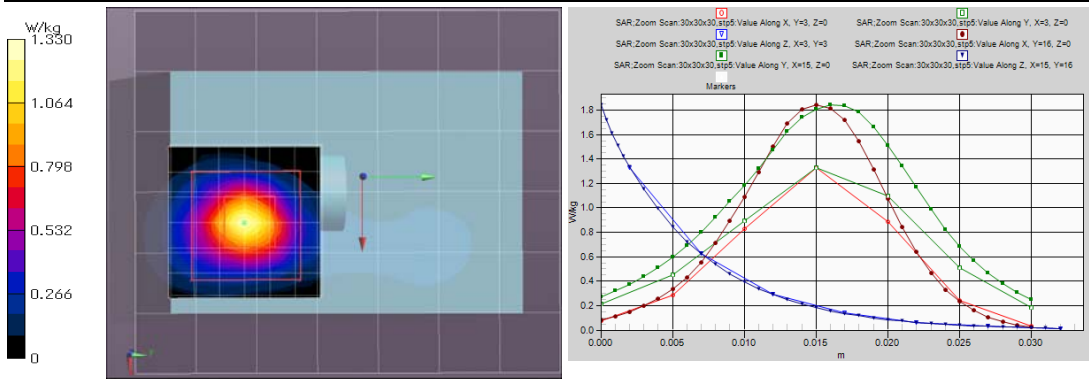 W/kg
1.330
1.064
0.798
0.532
0.266
0
SAR;Zoom Scan:30x30x30,stp5:Value Along X, Y=3, Z=0
SAR;Zoom Scan:30x30x30,stp5:Value Along Y, X=3, Z=0
SAR;Zoom Scan:30x30x30,stp5:Value Along Z, X=3, Y=3
SAR;Zoom Scan:30x30x30,stp5:Value Along X, Y=16, Z=0
SAR;Zoom Scan:30x30x30,stp5:Value Along Y, X=15, Z=0
SAR;Zoom Scan:30x30x30,stp5:Value Along Z, X=15, Y=16
Markers
W/kg
1.8
1.6
1.4
1.2
1.0
0.8
0.6
0.4
0.2
0.0
0.000
0.005
0.010
0.015
0.020
0.025
0.030
m